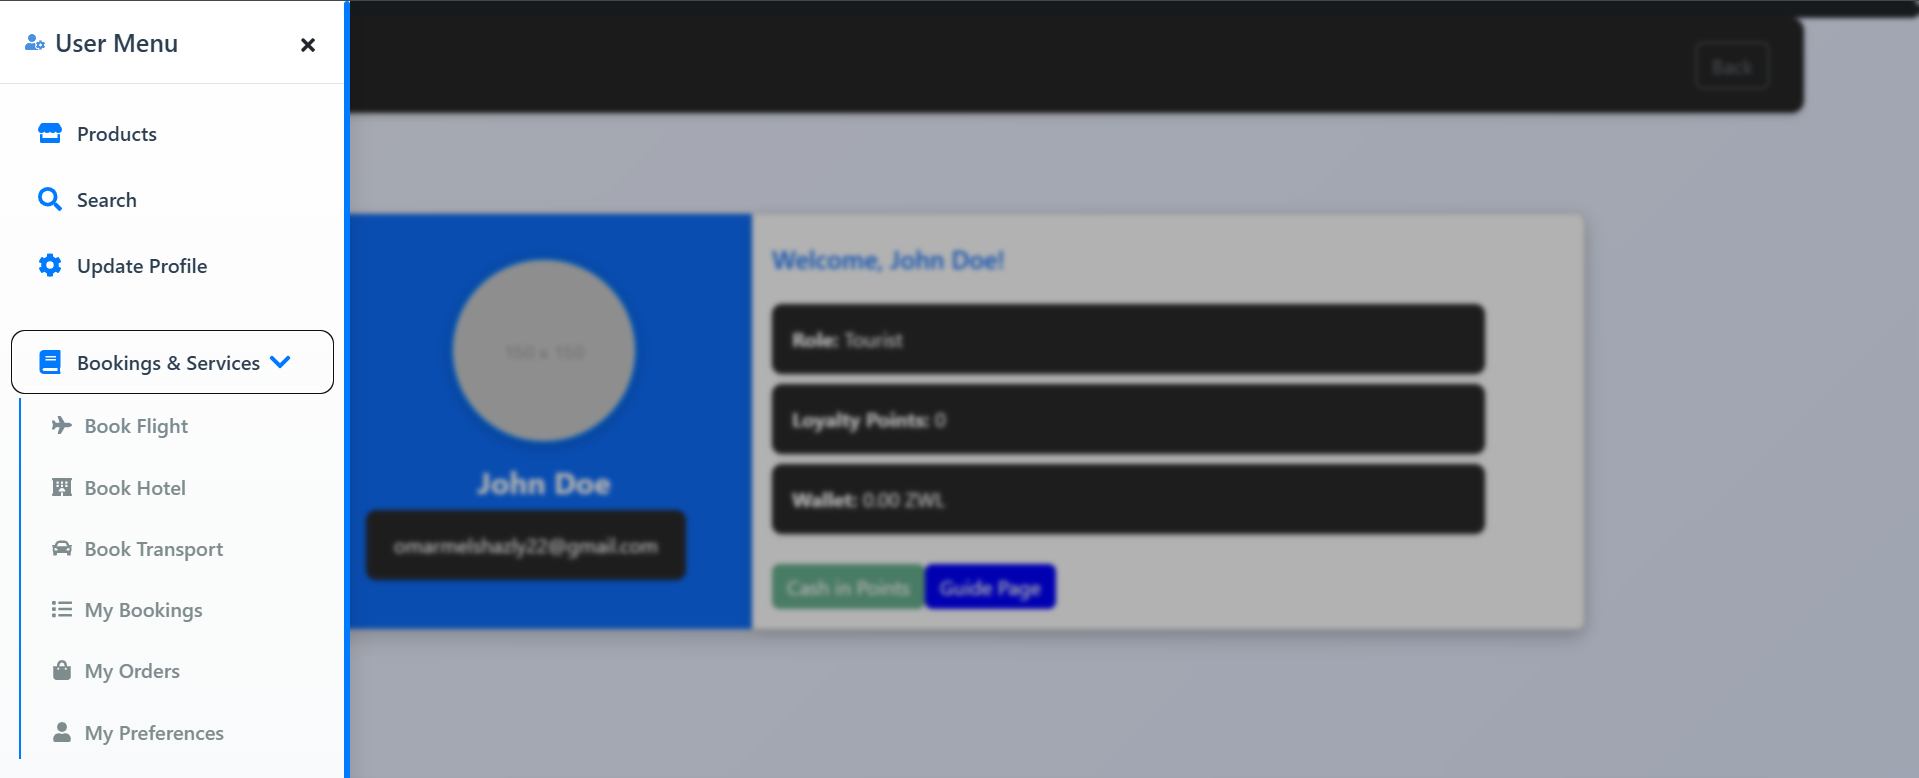 User Menu
Products
Search
Update Profile
Bookings & Services
Book Flight
Book Hotel
Book Transport
My Bookings
My Orders
My Preferences
Back
150 x 150
John Doe
omarmelshazly22@gmail.com
Welcome, John Doe!
Role: Tourist
Loyalty Points: 0
Wallet: 0.00 ZWL
Cash in Points
Guide Page